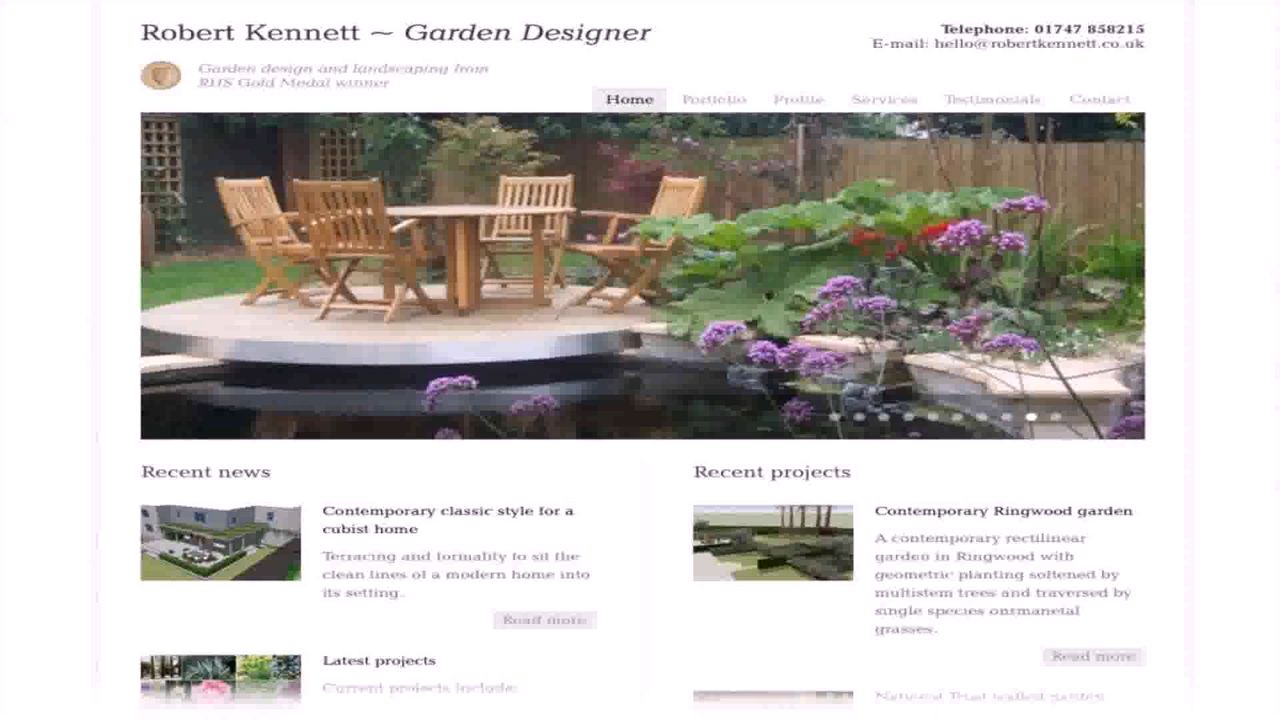 Robert Kennett ~ Garden Designer
Telephone: 01747 858215
E-mail: hello@robertkennett.co.uk
Garden design and landscaping from
RHS Gold Medal winner
Home Portfolio Profile Services Testimonials Contact
Recent news
Contemporary classic style for a
cubist home
Terracing and formality to sit the
clean lines of a modern home into
its setting.
Read more
Latest projects
Current projects include:
Recent projects
Contemporary Ringwood garden
A contemporary rectilinear
garden in Ringwood with
geometric planting softened by
multistem trees and traversed by
single species ornmanetal
grasses.
Read more
National Trust walled garden